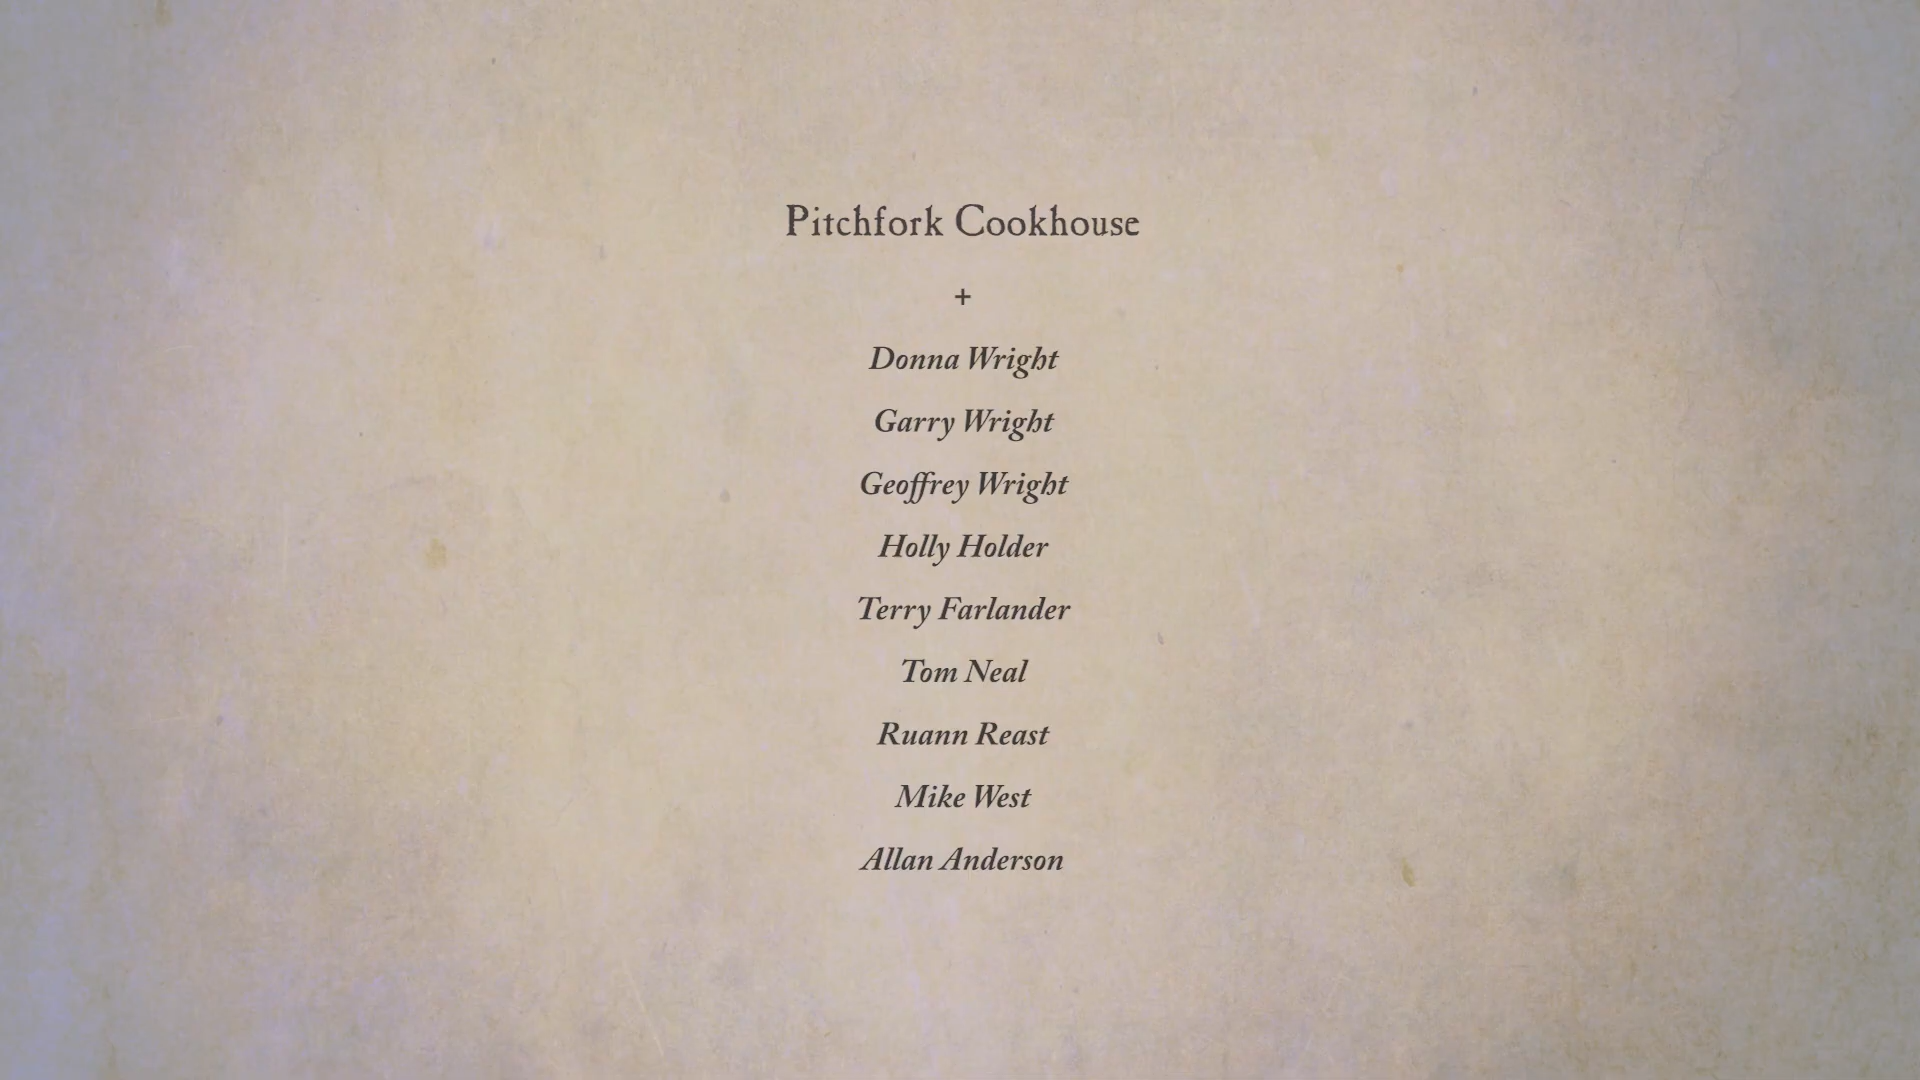 Pitchfork Cookhouse
+
Donna Wright
Garry Wright
Geoffrey Wright
Holly Holder
Terry Farlander
Tom Neal
Ruann Reast
Mike West
Allan Anderson